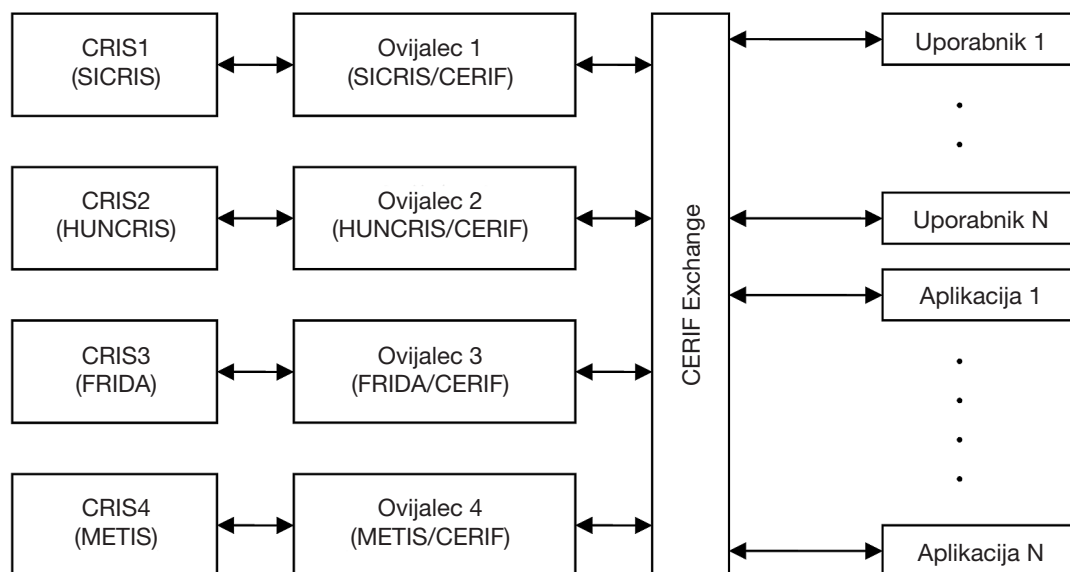 CRIS1
(SICRIS)
Ovijalec 1
(SICRIS/CERIF)
CRIS2
(HUNCRIS)
Ovijalec 2
(HUNCRIS/CERIF)
CRIS3
(FRIDA)
Ovijalec 3
(FRIDA/CERIF)
CRIS4
(METIS)
Ovijalec 4
(METIS/CERIF)
CERIF Exchange
Uporabnik 1
Uporabnik N
Aplikacija 1
Aplikacija N